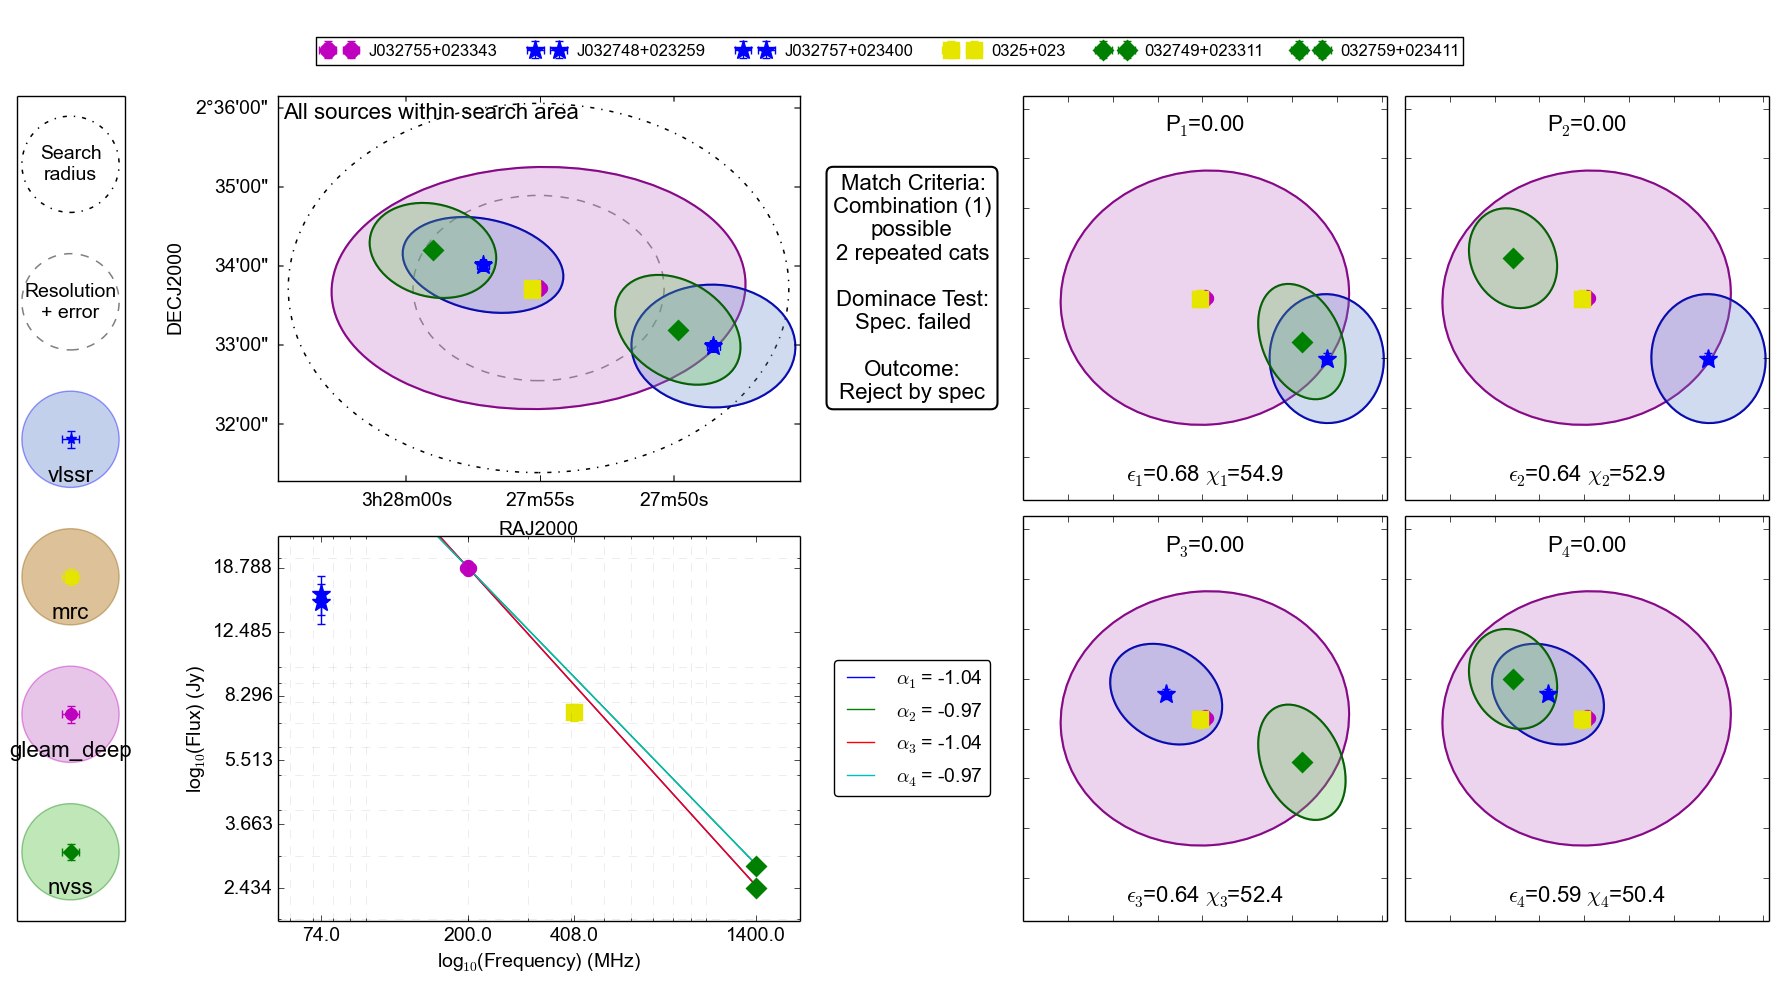 J032755+023343 J032748+023259 J032757+023400 0325+023 032749+023311 032759+023411
Search
radius
Resolution
+ error
vlssr
mrc
gleam_deep
nvss
All sources within search area
2°36'00"
35'00"
34'00"
33'00"
32'00"
DECJ2000
3h28m00s 27m55s 27m50s
RAJ2000
Match Criteria:
Combination (1)
possible
2 repeated cats
Dominace Test:
Spec. failed
Outcome:
Reject by spec
P₁=0.00
ϵ₁=0.68 χ₁=54.9
P₂=0.00
ϵ₂=0.64 χ₂=52.9
18.788
12.485
8.296
5.513
3.663
2.434
log₁₀(Flux) (Jy)
74.0 200.0 408.0 1400.0
log₁₀(Frequency) (MHz)
α₁ = -1.04
α₂ = -0.97
α₃ = -1.04
α₄ = -0.97
P₃=0.00
ϵ₃=0.64 χ₃=52.4
P₄=0.00
ϵ₄=0.59 χ₄=50.4